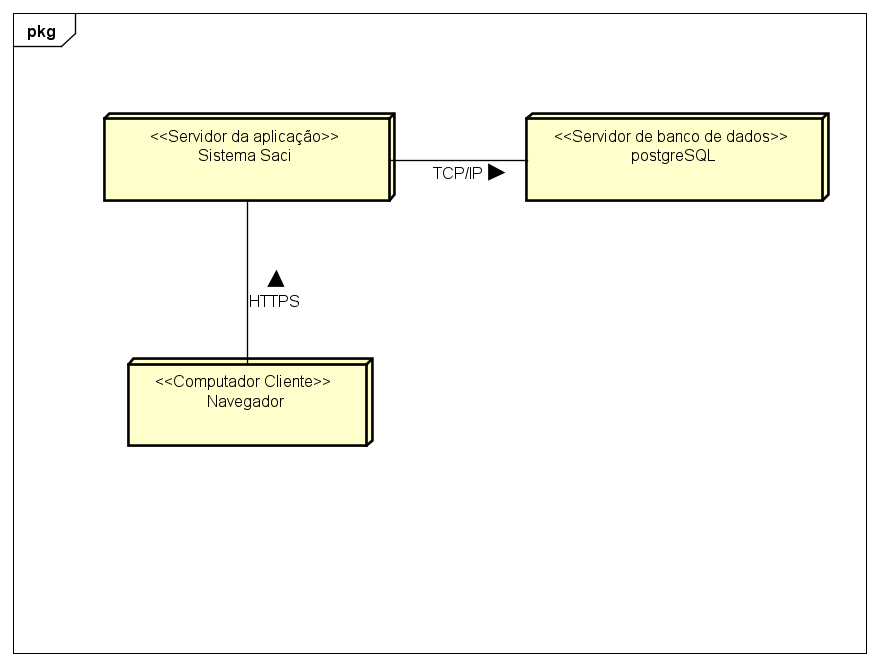 pkg
<<Servidor da aplicação>>
Sistema Saci
<<Servidor de banco de dados>>
postgreSQL
TCP/IP
HTTPS
<<Computador Cliente>>
Navegador